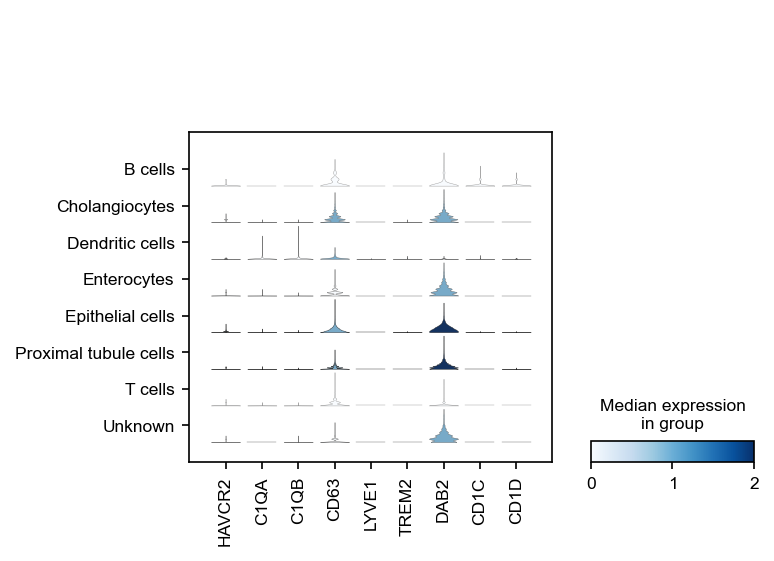 B cells
Cholangiocytes
Dendritic cells
Enterocytes
Epithelial cells
Proximal tubule cells
T cells
Unknown
HAVCR2
C1QA
C1QB
CD63
LYVE1
TREM2
DAB2
CD1C
CD1D
Median expression
in group
0 1 2